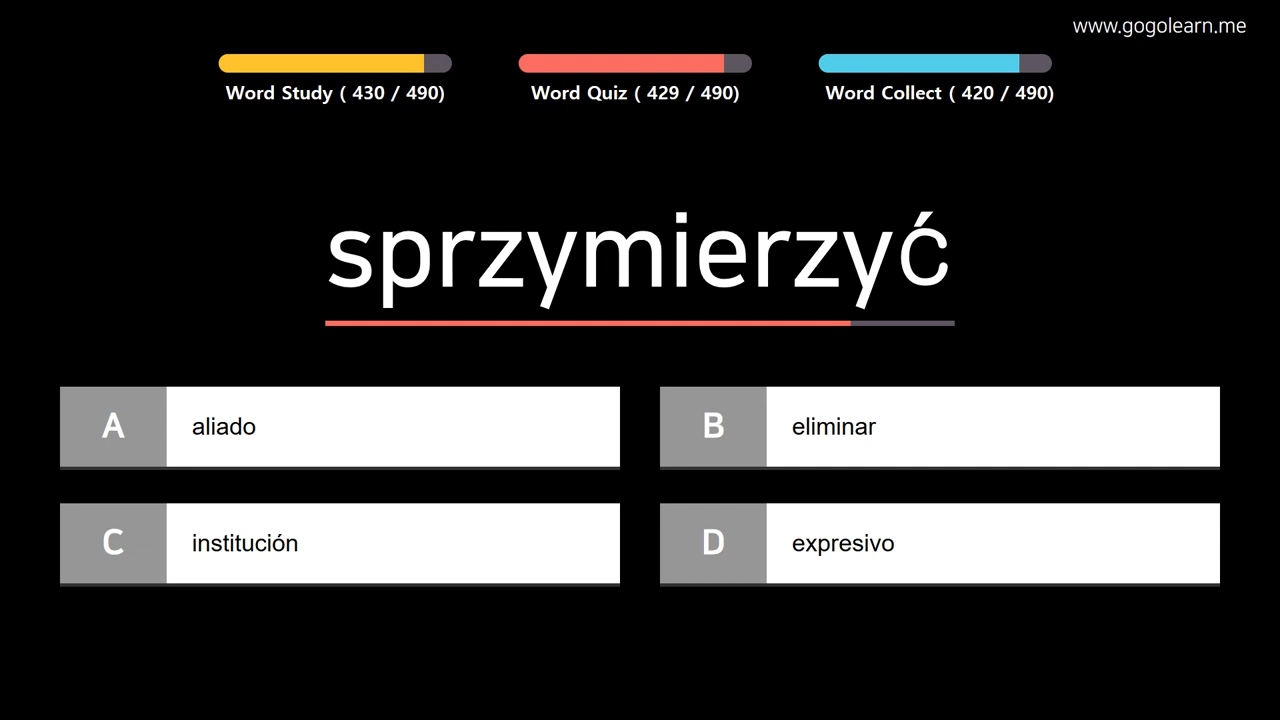 www.gogolearn.me
Word Study ( 430 / 490)
Word Quiz ( 429 / 490)
Word Collect ( 420 / 490)
sprzymierzyć
A aliado
B eliminar
C institución
D expresivo